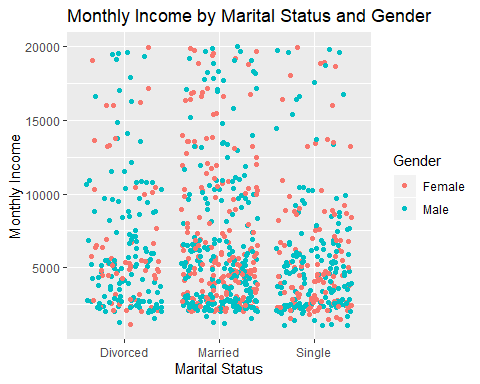 Monthly Income by Marital Status and Gender
20000
15000
10000
5000
Monthly Income
Divorced
Married
Single
Marital Status
Gender
Female
Male